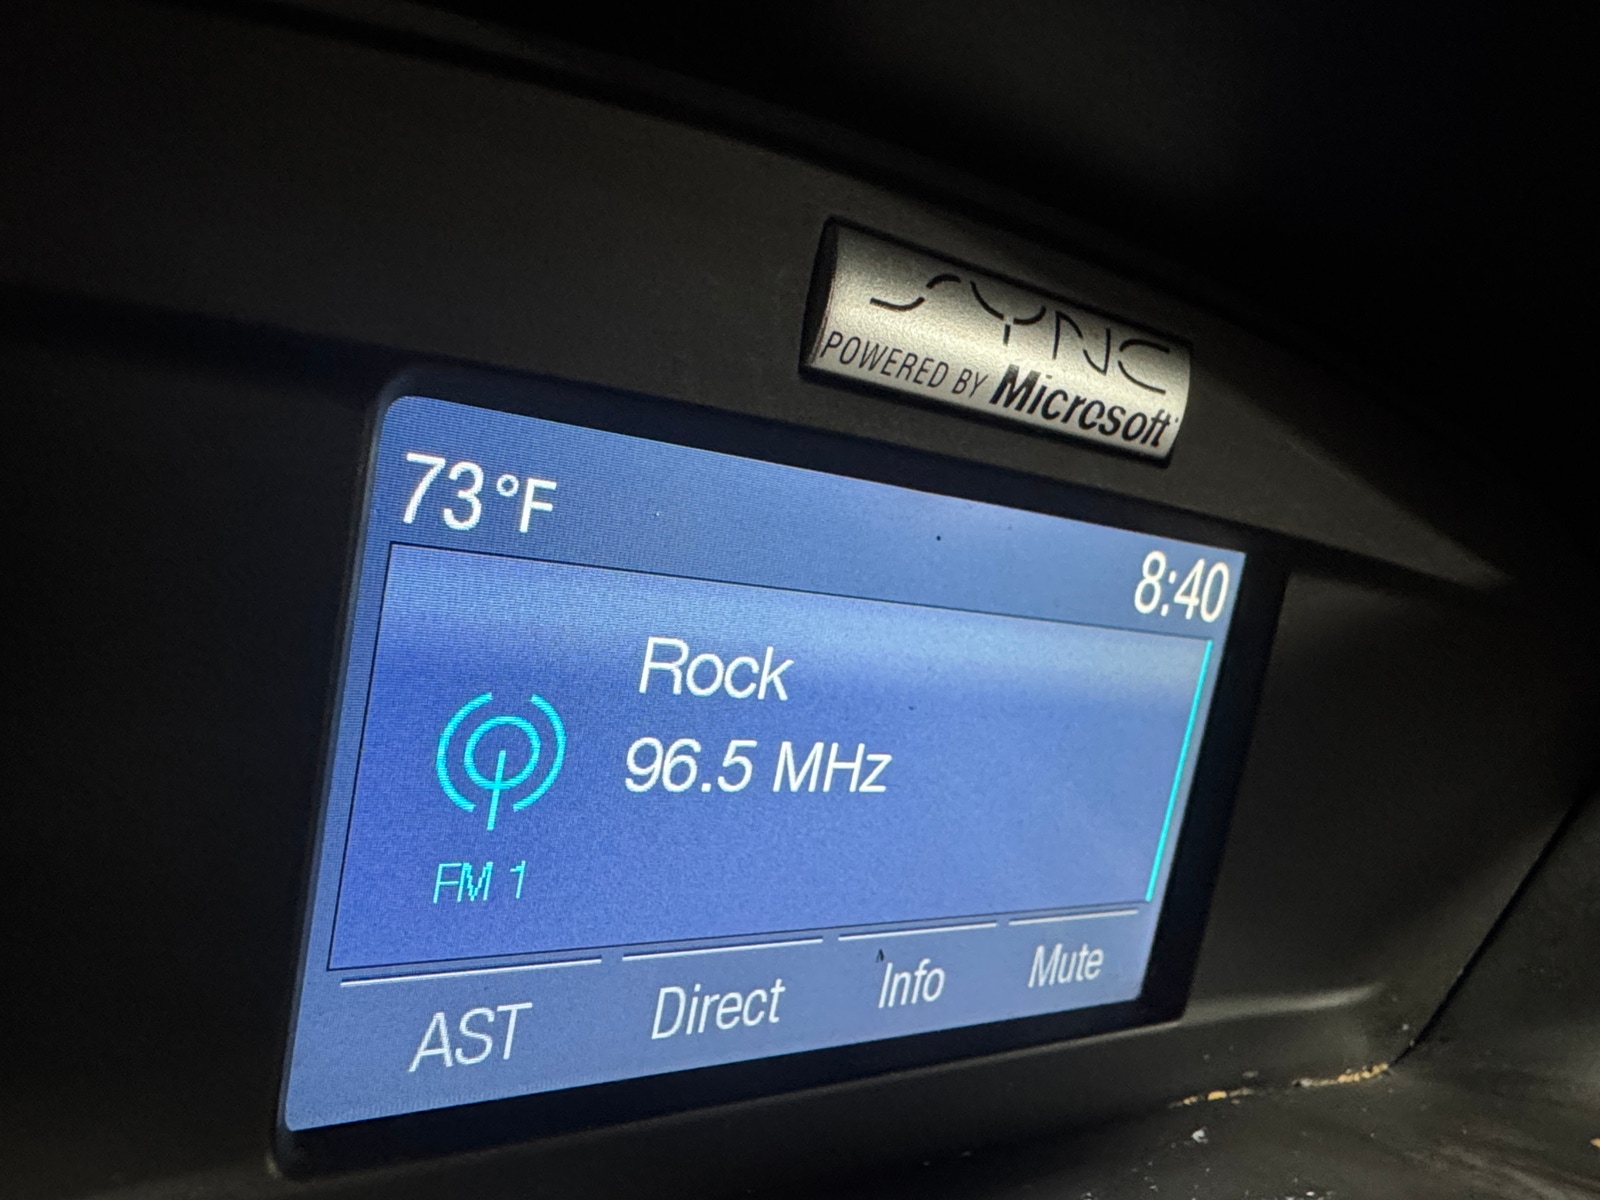 SYNC
POWERED BY Microsoft
73°F
8:40
Rock
96.5 MHz
FM 1
AST Direct Info Mute